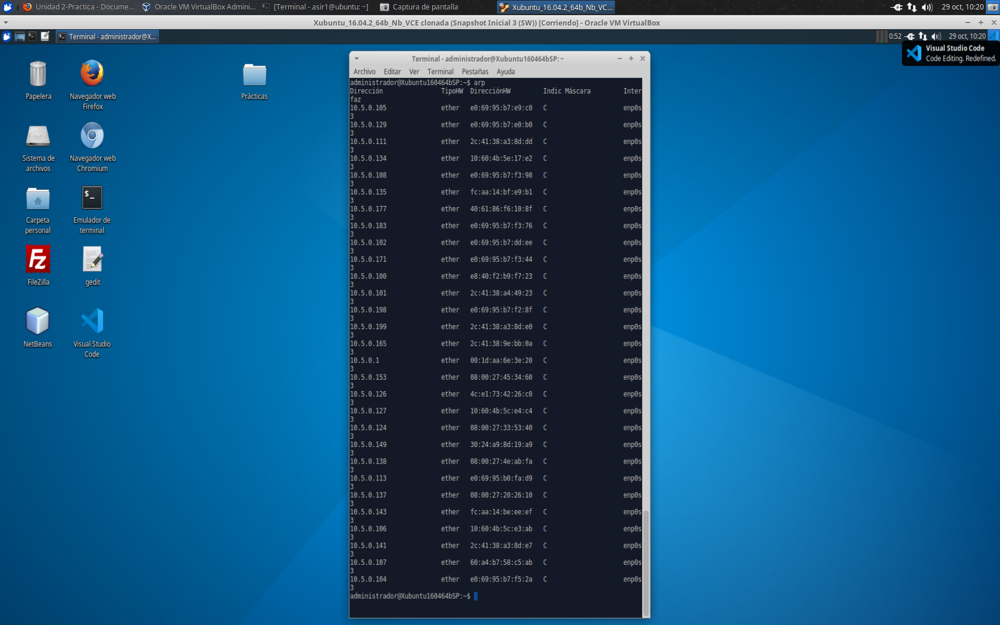 Unidad 2-Practica - Docume...
Oracle VM VirtualBox Admini...
[Terminal - asir1@ubuntu: ~]
Captura de pantalla
Xubuntu_16.04.2_64b_Nb_VC...
29 oct, 10:20
Xubuntu_16.04.2_64b_Nb_VCE clonada (Snapshot Inicial 3 (SW)) [Corriendo] - Oracle VM VirtualBox
Terminal - administrador@X...
0:52
29 oct, 10:20
Visual Studio Code
Code Editing. Redefined.
Papelera
Navegador web
Firefox
Prácticas
Sistema de
archivos
Navegador web
Chromium
Carpeta
personal
Emulador de
terminal
FileZilla
gedit
NetBeans
Visual Studio
Code
Terminal - administrador@Xubuntu160464bSP: ~
Archivo Editar Ver Terminal Pestañas Ayuda
administrador@Xubuntu160464bSP:~$ arp
Dirección TipoHW DirecciónHW Indic Máscara Inter
faz
10.5.0.105 ether e0:69:95:b7:e9:c0 C enp0s
3
10.5.0.129 ether e0:69:95:b7:e0:b0 C enp0s
3
10.5.0.111 ether 2c:41:38:a3:8d:dd C enp0s
3
10.5.0.134 ether 10:60:4b:5e:17:e2 C enp0s
3
10.5.0.108 ether e0:69:95:b7:f3:98 C enp0s
3
10.5.0.135 ether fc:aa:14:bf:e9:b1 C enp0s
3
10.5.0.177 ether 40:61:86:f6:10:8f C enp0s
3
10.5.0.183 ether e0:69:95:b7:f3:76 C enp0s
3
10.5.0.102 ether e0:69:95:b7:dd:ee C enp0s
3
10.5.0.171 ether e0:69:95:b7:f3:44 C enp0s
3
10.5.0.100 ether e8:40:f2:b9:f7:23 C enp0s
3
10.5.0.101 ether 2c:41:38:a4:49:23 C enp0s
3
10.5.0.198 ether e0:69:95:b7:f2:8f C enp0s
3
10.5.0.199 ether 2c:41:38:a3:8d:e0 C enp0s
3
10.5.0.165 ether 2c:41:38:9e:bb:0a C enp0s
3
10.5.0.1 ether 00:1d:aa:6e:3e:20 C enp0s
3
10.5.0.153 ether 08:00:27:45:34:60 C enp0s
3
10.5.0.126 ether 4c:e1:73:42:26:c0 C enp0s
3
10.5.0.127 ether 10:60:4b:5c:e4:c4 C enp0s
3
10.5.0.124 ether 08:00:27:33:53:40 C enp0s
3
10.5.0.149 ether 30:24:a9:8d:19:a9 C enp0s
3
10.5.0.138 ether 08:00:27:4e:ab:fa C enp0s
3
10.5.0.113 ether e0:69:95:b0:fa:d9 C enp0s
3
10.5.0.137 ether 08:00:27:20:26:10 C enp0s
3
10.5.0.143 ether fc:aa:14:be:ee:ef C enp0s
3
10.5.0.106 ether 10:60:4b:5c:e3:ab C enp0s
3
10.5.0.141 ether 2c:41:38:a3:8d:e7 C enp0s
3
10.5.0.107 ether 60:a4:b7:58:c5:ab C enp0s
3
10.5.0.104 ether e0:69:95:b7:f5:2a C enp0s
3
administrador@Xubuntu160464bSP:~$